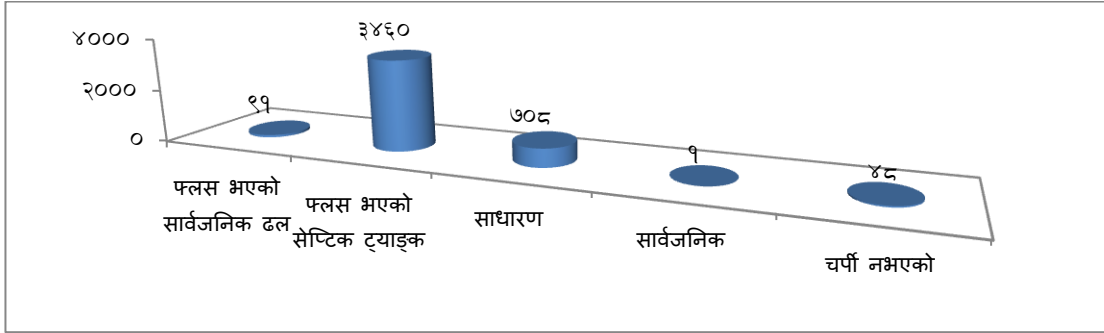 ४०००
२०००
०
९१
३४६०
७०८
१
४८
फ्लस भएको
सार्वजनिक ढल
फ्लस भएको
सेप्टिक ट्याङ्क
साधारण
सार्वजनिक
चर्पी नभएको